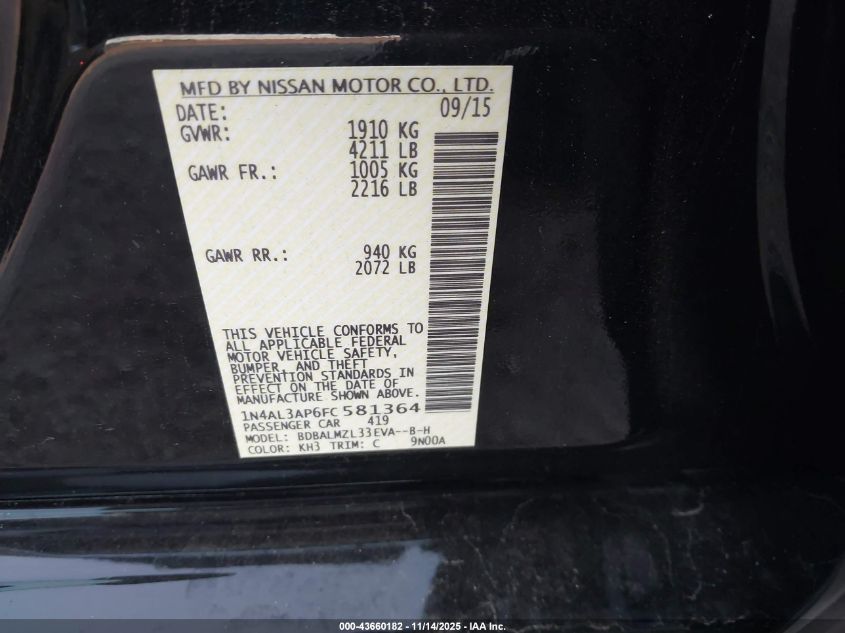 MFD BY NISSAN MOTOR CO., LTD.
DATE: 09/15
GVWR: 1910 KG
4211 LB
GAWR FR.: 1005 KG
2216 LB
GAWR RR.: 940 KG
2072 LB
THIS VEHICLE CONFORMS TO
ALL APPLICABLE FEDERAL
MOTOR VEHICLE SAFETY,
BUMPER, AND THEFT
PREVENTION STANDARDS IN
EFFECT ON THE DATE OF
MANUFACTURE SHOWN ABOVE.
1N4AL3AP6FC581364
PASSENGER CAR 419
MODEL: BDBALMZL33EVA--B-H
COLOR: KH3 TRIM: C 9N00A
000-43660182 - 11/14/2025 - IAA Inc.